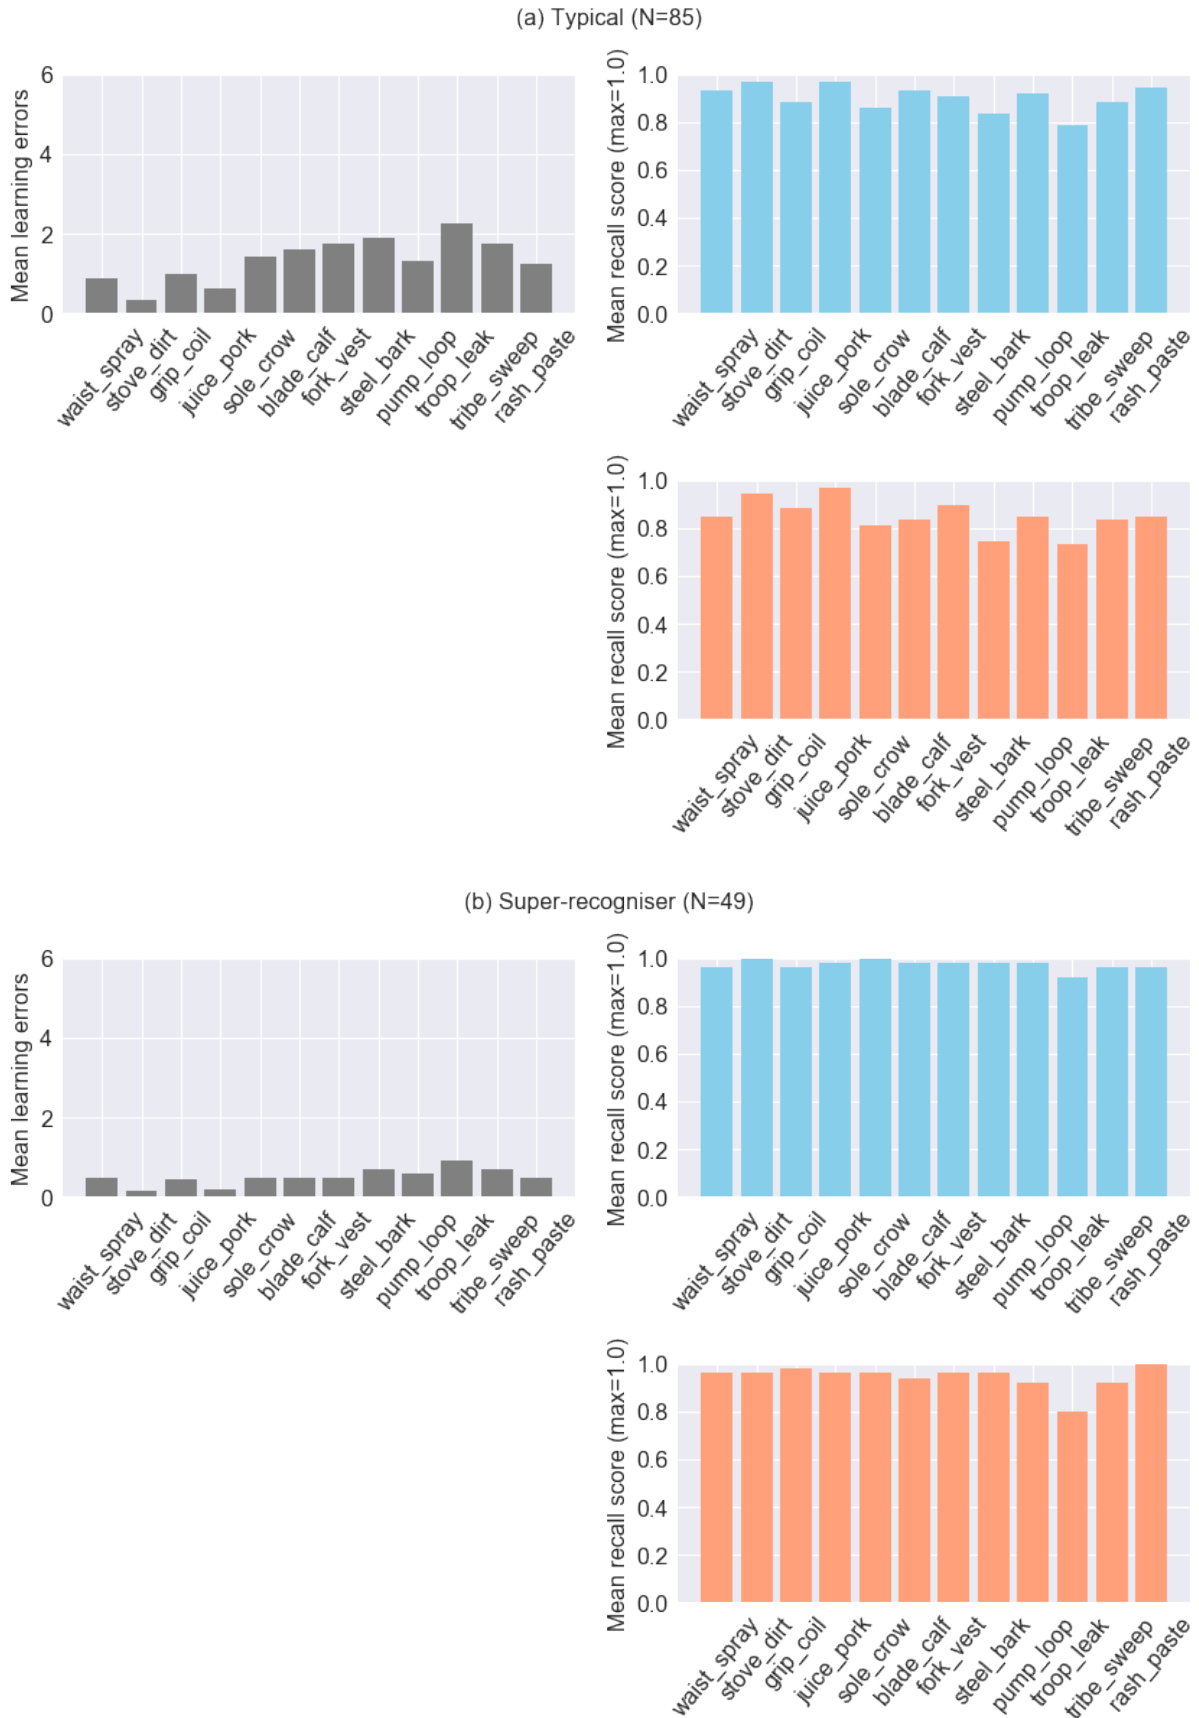 (a) Typical (N=85)
Mean learning errors
6
4
2
0
waist_spray
stove_dirt
grip_coil
juice_pork
sole_crow
blade_calf
fork_vest
steel_bark
pump_loop
troop_leak
tribe_sweep
rash_paste
Mean recall score (max=1.0)
1.0
0.8
0.6
0.4
0.2
0.0
waist_spray
stove_dirt
grip_coil
juice_pork
sole_crow
blade_calf
fork_vest
steel_bark
pump_loop
troop_leak
tribe_sweep
rash_paste
Mean recall score (max=1.0)
1.0
0.8
0.6
0.4
0.2
0.0
waist_spray
stove_dirt
grip_coil
juice_pork
sole_crow
blade_calf
fork_vest
steel_bark
pump_loop
troop_leak
tribe_sweep
rash_paste
(b) Super-recogniser (N=49)
Mean learning errors
6
4
2
0
waist_spray
stove_dirt
grip_coil
juice_pork
sole_crow
blade_calf
fork_vest
steel_bark
pump_loop
troop_leak
tribe_sweep
rash_paste
Mean recall score (max=1.0)
1.0
0.8
0.6
0.4
0.2
0.0
waist_spray
stove_dirt
grip_coil
juice_pork
sole_crow
blade_calf
fork_vest
steel_bark
pump_loop
troop_leak
tribe_sweep
rash_paste
Mean recall score (max=1.0)
1.0
0.8
0.6
0.4
0.2
0.0
waist_spray
stove_dirt
grip_coil
juice_pork
sole_crow
blade_calf
fork_vest
steel_bark
pump_loop
troop_leak
tribe_sweep
rash_paste